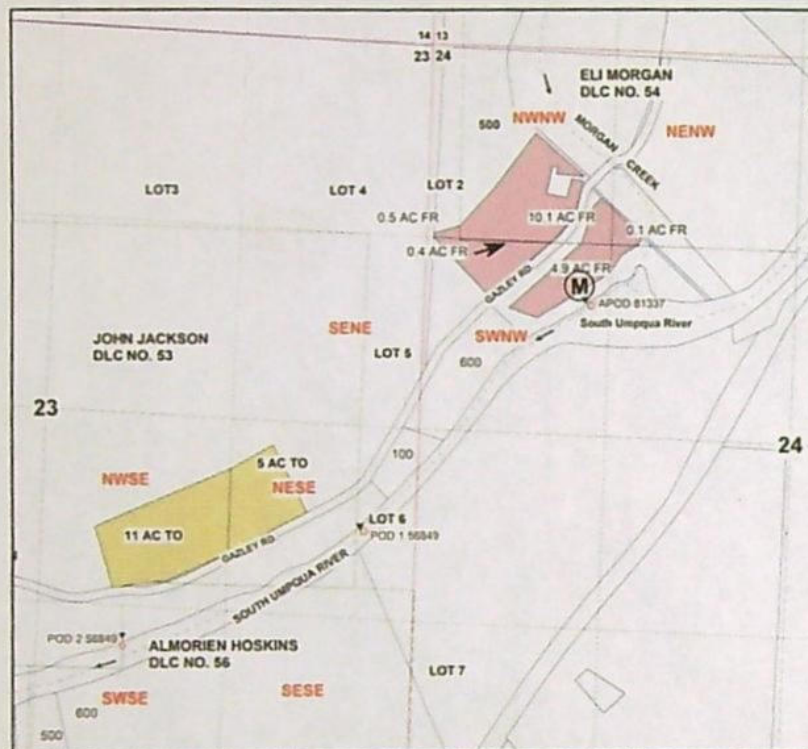 14 13
23 24
ELI MORGAN
DLC NO. 54
NWNW
500
MORGAN CREEK
NENW
LOT3
LOT 4
LOT 2
0.5 AC FR
10.1 AC FR
0.1 AC FR
0.4 AC FR
4.9 AC FR
GAZLEY RD
M
APOD 81337
South Umpqua River
JOHN JACKSON
DLC NO. 53
SENE
SWNW
LOT 5
600
23
24
100
5 AC TO
NWSE
NESE
11 AC TO
LOT 6
POD 1 56849
GAZLEY RD
SOUTH UMPQUA RIVER
POD 2 56849
ALMORIEN HOSKINS
DLC NO. 56
LOT 7
SWSE
SESE
600
500